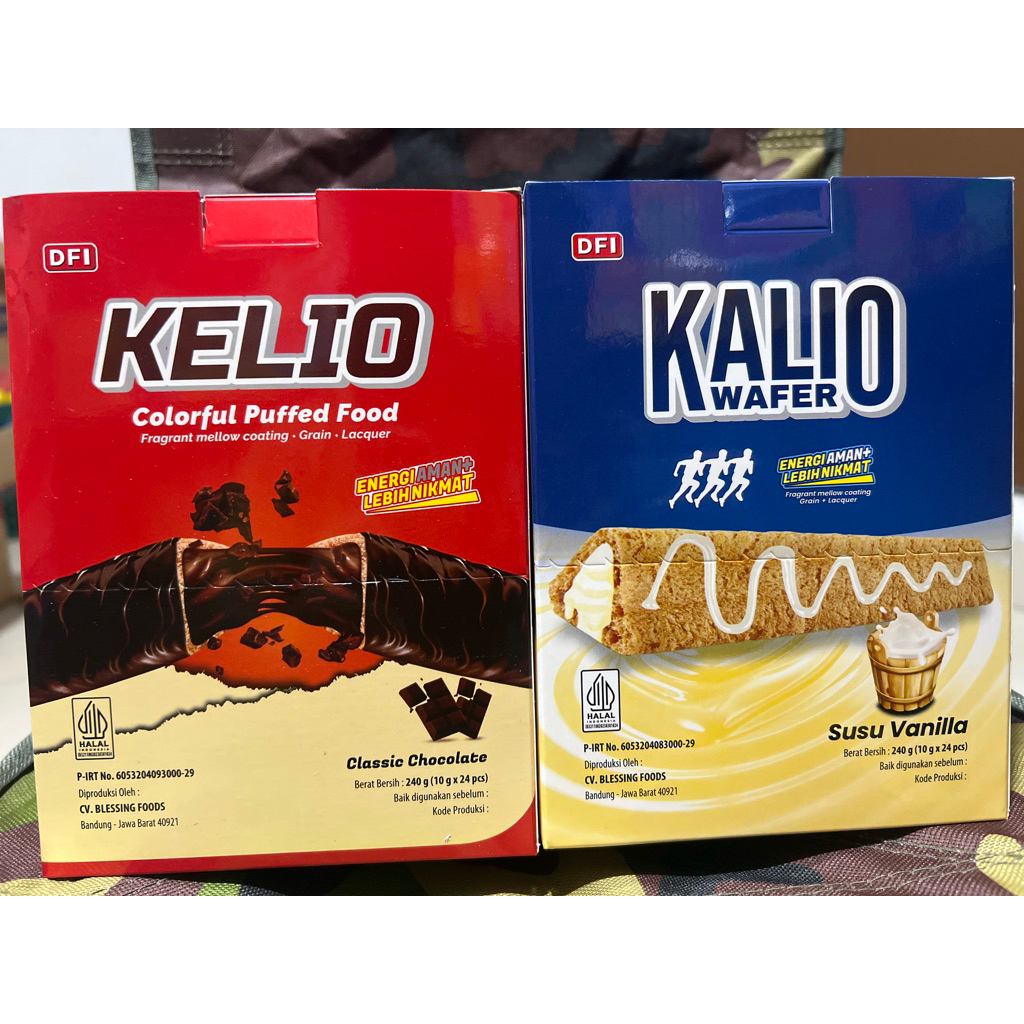 DFI
KELIO
Colorful Puffed Food
Fragrant mellow coating · Grain · Lacquer
ENERGI AMAN+
LEBIH NIKMAT
HALAL
INDONESIA
Classic Chocolate
P-IRT No. 6053204093000-29
Diproduksi Oleh :
CV. BLESSING FOODS
Bandung - Jawa Barat 40921
Berat Bersih : 240 g (10 g x 24 pcs)
Baik digunakan sebelum :
Kode Produksi :
DFI
KALIO
WAFER
ENERGI AMAN+
LEBIH NIKMAT
Fragrant mellow coating
Grain + Lacquer
HALAL
INDONESIA
Susu Vanilla
P-IRT No. 6053204083000-29
Diproduksi Oleh :
CV. BLESSING FOODS
Bandung - Jawa Barat 40921
Berat Bersih : 240 g (10 g x 24 pcs)
Baik digunakan sebelum :
Kode Produksi :